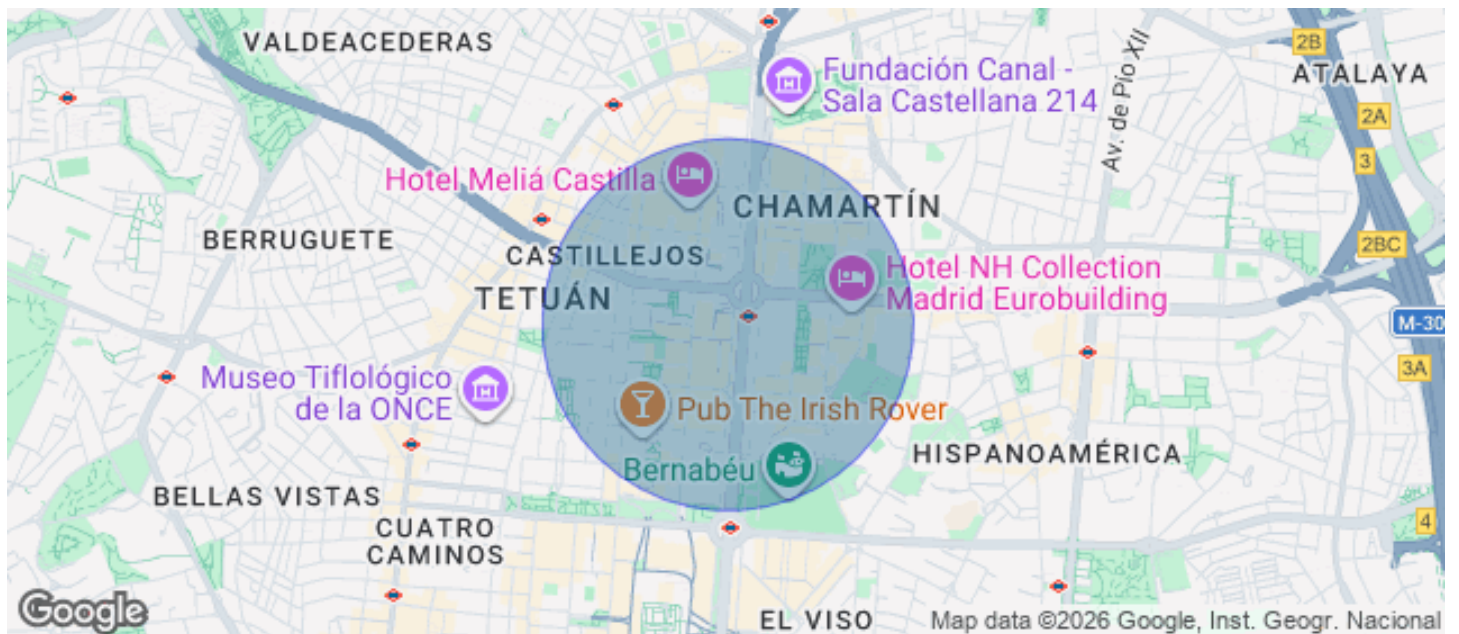 VALDEACEDERAS
Fundación Canal -
Sala Castellana 214
Av. de Pío XII
2B
ATALAYA
2A
3
Hotel Meliá Castilla
CHAMARTÍN
BERRUGUETE
CASTILLEJOS
2BC
Hotel NH Collection
Madrid Eurobuilding
TETUÁN
M-30
3A
Museo Tiflológico
de la ONCE
Pub The Irish Rover
HISPANOAMÉRICA
Bernabéu
BELLAS VISTAS
CUATRO
CAMINOS
4
Google
EL VISO
Map data ©2026 Google, Inst. Geogr. Nacional